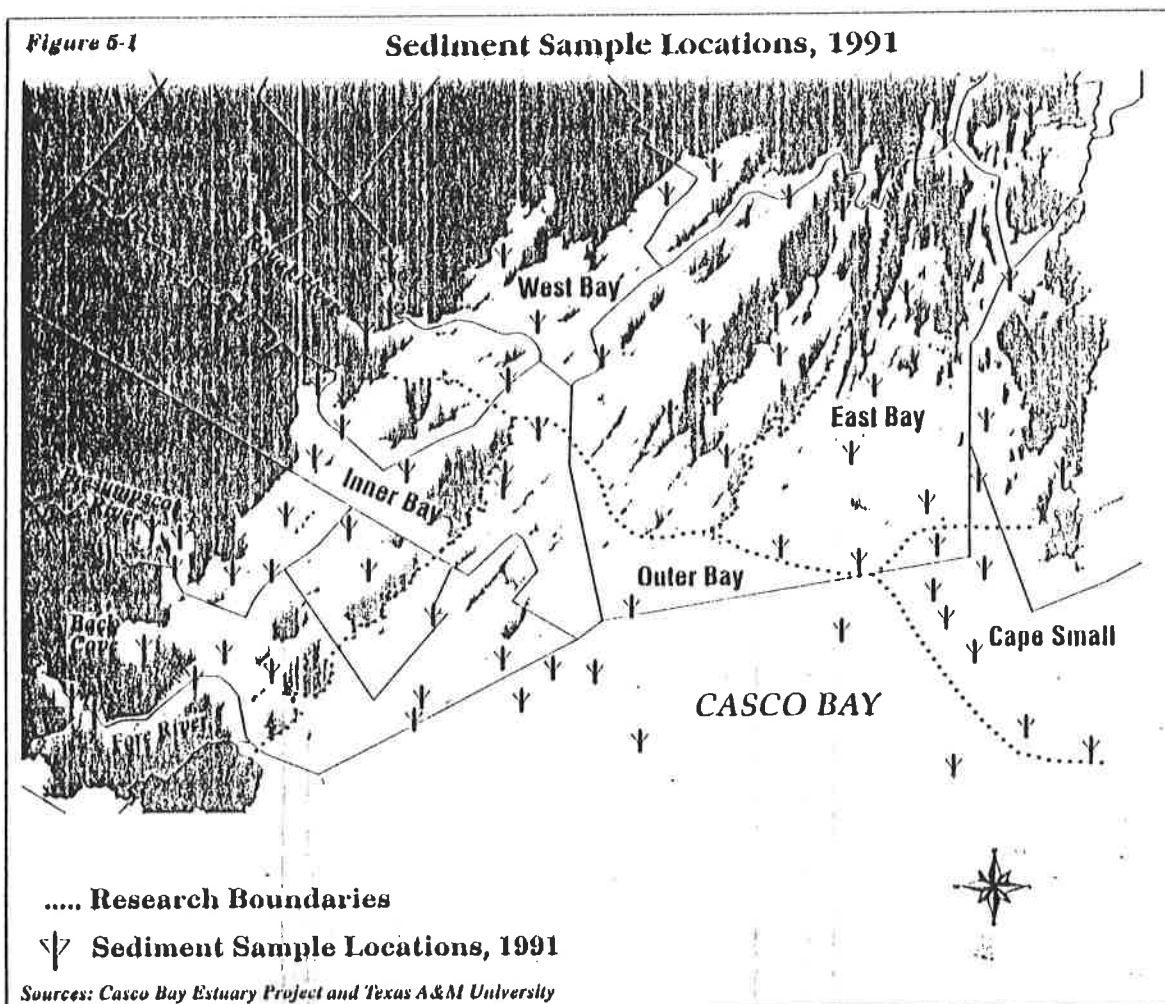 Figure 5-1
Sediment Sample Locations, 1991
West Bay
East Bay
Inner Bay
Outer Bay
Back
Cove
Fore River
Cape Small
CASCO BAY
..... Research Boundaries
Sediment Sample Locations, 1991
Sources: Casco Bay Estuary Project and Texas A&M University